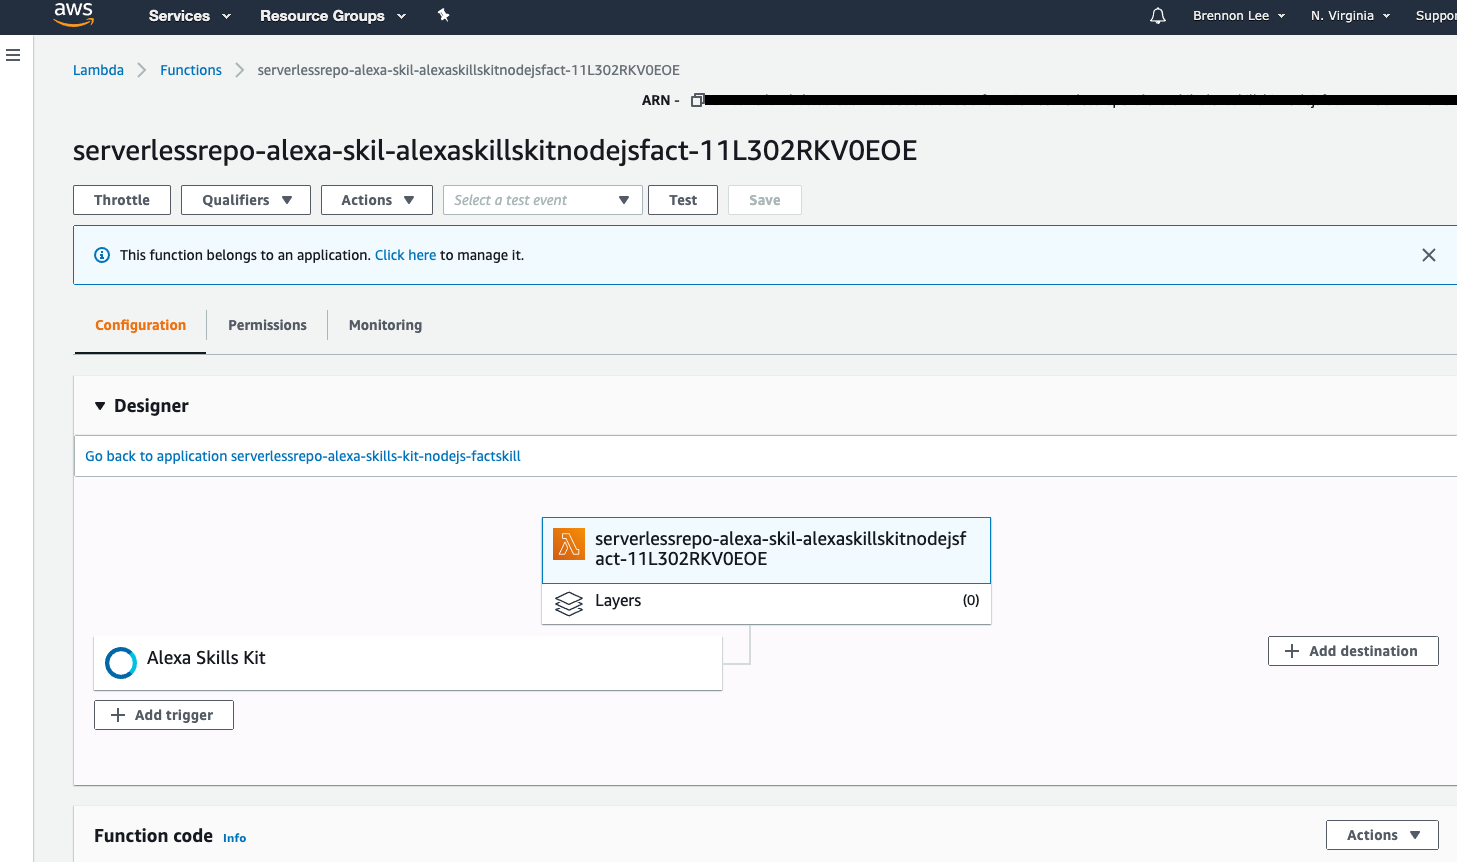 aws Services Resource Groups Brennon Lee N. Virginia Suppor
Lambda Functions serverlessrepo-alexa-skil-alexaskillskitnodejsfact-11L302RKV0EOE
ARN -
serverlessrepo-alexa-skil-alexaskillskitnodejsfact-11L302RKV0EOE
Throttle Qualifiers Actions Select a test event Test Save
This function belongs to an application. Click here to manage it.
Configuration Permissions Monitoring
Designer
Go back to application serverlessrepo-alexa-skills-kit-nodejs-factskill
serverlessrepo-alexa-skil-alexaskillskitnodejsf
act-11L302RKV0EOE
Layers (0)
Alexa Skills Kit
Add destination
Add trigger
Function code Info Actions